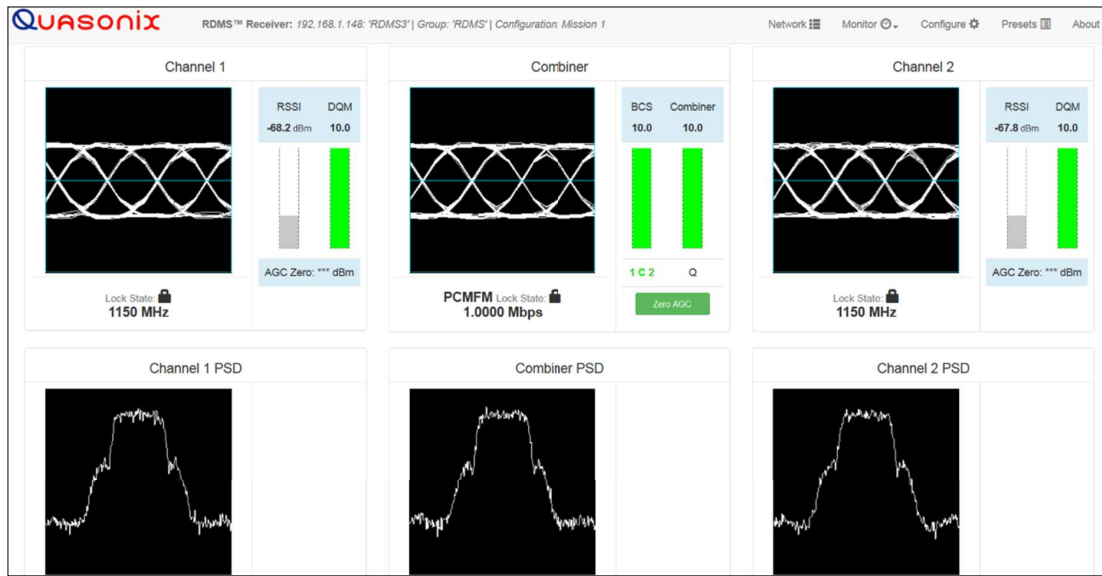 Quasonix
RDMS™ Receiver: 192.168.1.148: 'RDMS3' | Group: 'RDMS' | Configuration: Mission 1
Network Monitor Configure Presets About
Channel 1
RSSI DQM
-68.2 dBm 10.0
AGC Zero: *** dBm
Lock State:
1150 MHz
Combiner
BCS Combiner
10.0 10.0
1 C 2 Q
Zero AGC
PCMFM Lock State:
1.0000 Mbps
Channel 2
RSSI DQM
-67.8 dBm 10.0
AGC Zero: *** dBm
Lock State:
1150 MHz
Channel 1 PSD
Combiner PSD
Channel 2 PSD